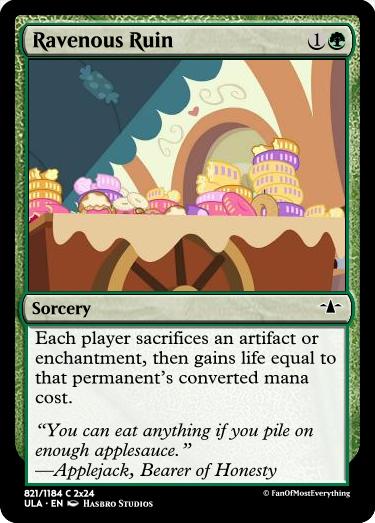 Ravenous Ruin 1
Sorcery
Each player sacrifices an artifact or
enchantment, then gains life equal to
that permanent's converted mana
cost.
“You can eat anything if you pile on
enough applesauce.”
—Applejack, Bearer of Honesty
821/1184 C 2x24
ULA • EN Hasbro Studios
© FanOfMostEverything